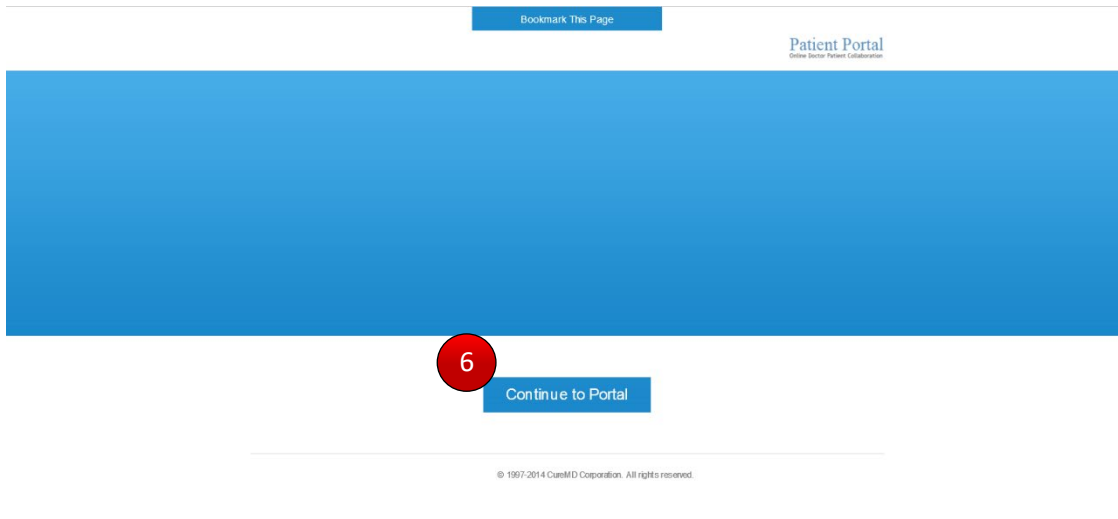 Bookmark This Page
Patient Portal
Online Doctor Patient Collaboration
6
Continue to Portal
© 1997-2014 CureMD Corporation. All rights reserved.